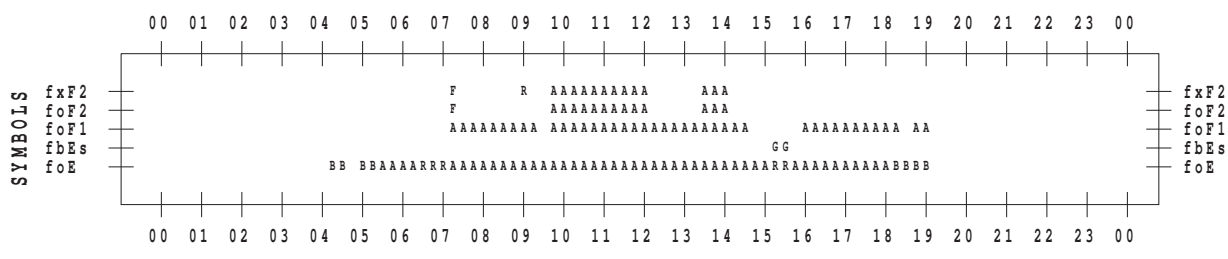 00 01 02 03 04 05 06 07 08 09 10 11 12 13 14 15 16 17 18 19 20 21 22 23 00
SYMBOLS
fxF2 F R AAAAAAAAAA AAA fxF2
foF2 F AAAAAAAAAA AAA foF2
foF1 AAAAAAAAA AAAAAAAAAAAAAAAAAAAA AAAAAAAAAA AA foF1
fbEs GG fbEs
foE BB BBAAAARRRAAAAAAAAAAAAAAAAAAAAAAAAAAAAAAAARRAAAAAAAAAABBBB foE
00 01 02 03 04 05 06 07 08 09 10 11 12 13 14 15 16 17 18 19 20 21 22 23 00